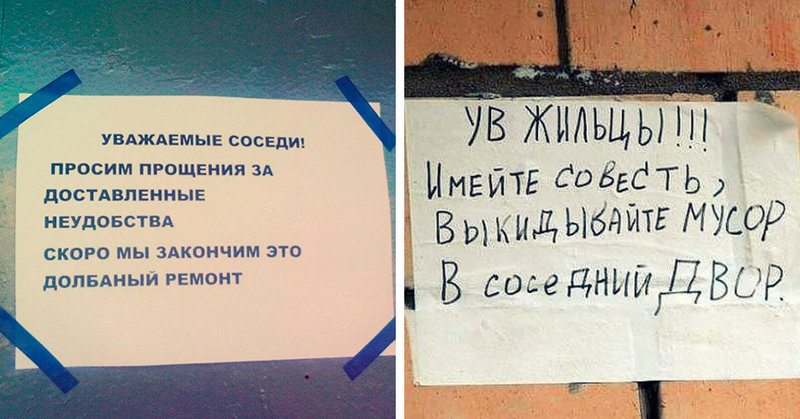 УВАЖАЕМЫЕ СОСЕДИ!
ПРОСИМ ПРОЩЕНИЯ ЗА
ДОСТАВЛЕННЫЕ
НЕУДОБСТВА
СКОРО МЫ ЗАКОНЧИМ ЭТО
ДОЛБАНЫЙ РЕМОНТ
УВ ЖИЛЬЦЫ!!!
ИМЕЙТЕ СОВЕСТЬ,
ВЫКИДЫВАЙТЕ МУСОР
В СОСЕДНИЙ ДВОР.